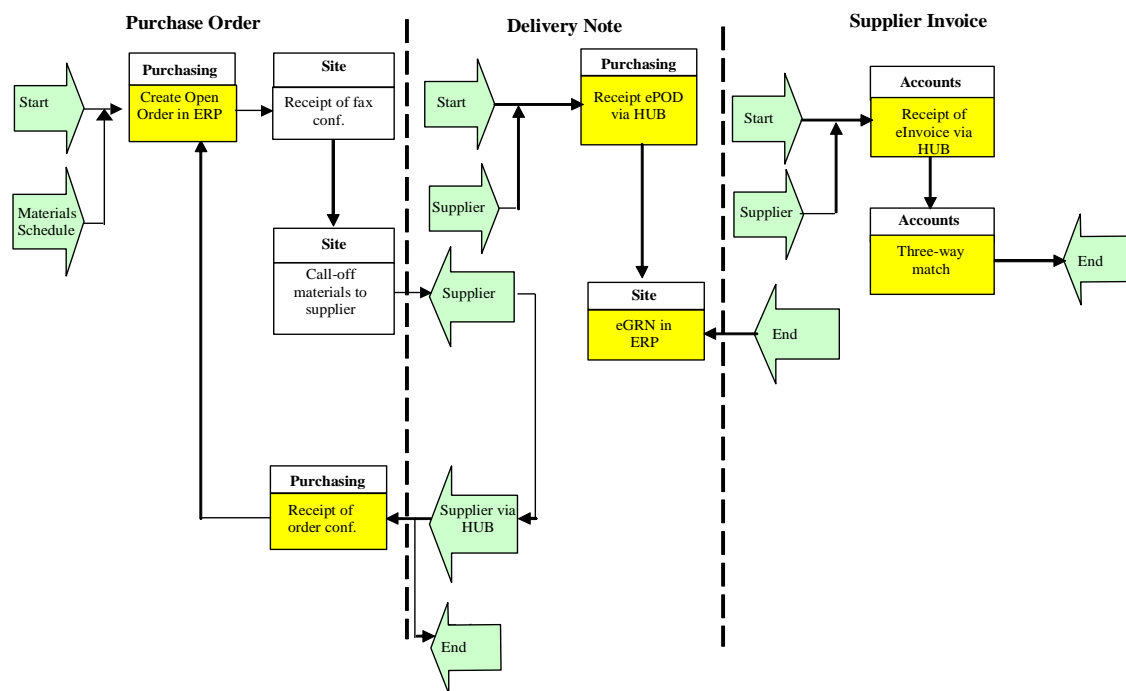 Purchase Order
Delivery Note
Supplier Invoice
Start
Materials
Schedule
Purchasing
Create Open
Order in ERP
Site
Receipt of fax
conf.
Site
Call-off
materials to
supplier
Supplier
Supplier via
HUB
Purchasing
Receipt of
order conf.
End
Start
Supplier
Purchasing
Receipt ePOD
via HUB
Site
eGRN in
ERP
End
Start
Supplier
Accounts
Receipt of
eInvoice via
HUB
Accounts
Three-way
match
End